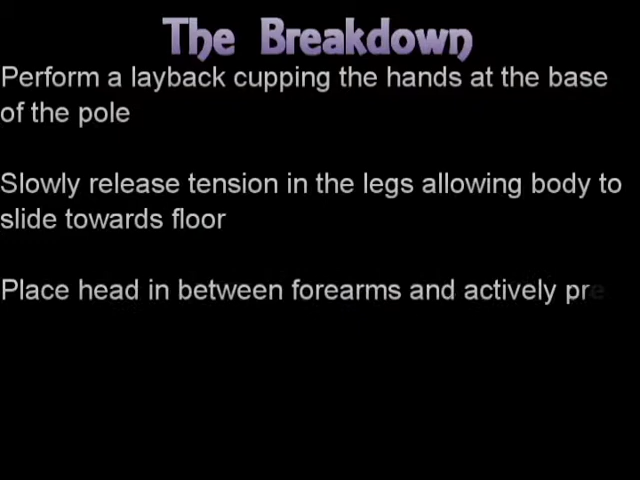 The Breakdown
Perform a layback cupping the hands at the base
of the pole
Slowly release tension in the legs allowing body to
slide towards floor
Place head in between forearms and actively pre